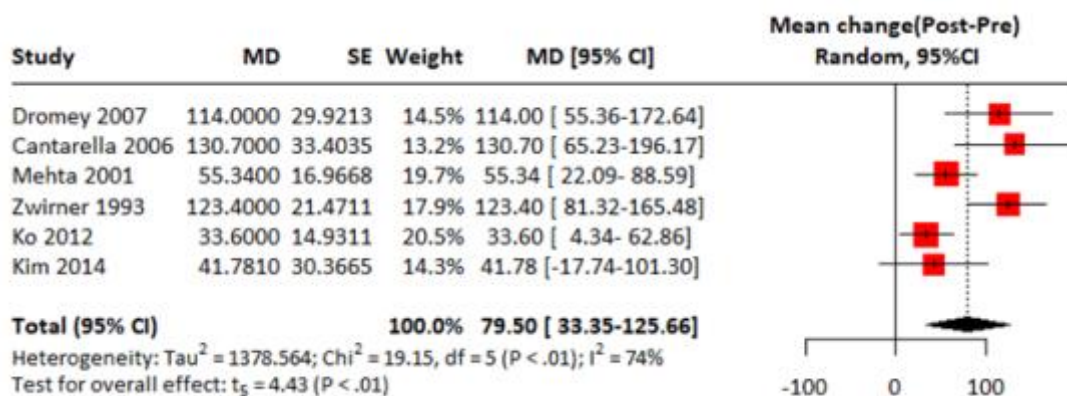 Mean change(Post-Pre)
Study MD SE Weight MD [95% CI] Random, 95%CI
Dromey 2007 114.0000 29.9213 14.5% 114.00 [ 55.36-172.64]
Cantarella 2006 130.7000 33.4035 13.2% 130.70 [ 65.23-196.17]
Mehta 2001 55.3400 16.9668 19.7% 55.34 [ 22.09- 88.59]
Zwirner 1993 123.4000 21.4711 17.9% 123.40 [ 81.32-165.48]
Ko 2012 33.6000 14.9311 20.5% 33.60 [ 4.34- 62.86]
Kim 2014 41.7810 30.3665 14.3% 41.78 [-17.74-101.30]
Total (95% CI) 100.0% 79.50 [ 33.35-125.66]
Heterogeneity: Tau² = 1378.564; Chi² = 19.15, df = 5 (P < .01); I² = 74%
Test for overall effect: t₅ = 4.43 (P < .01)
-100 0 100